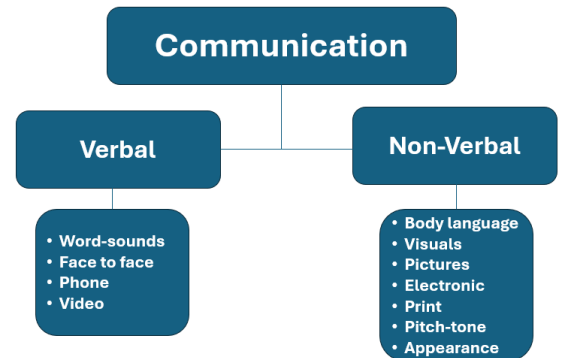 Communication
Verbal
Non-Verbal
• Word-sounds
• Face to face
• Phone
• Video
• Body language
• Visuals
• Pictures
• Electronic
• Print
• Pitch-tone
• Appearance